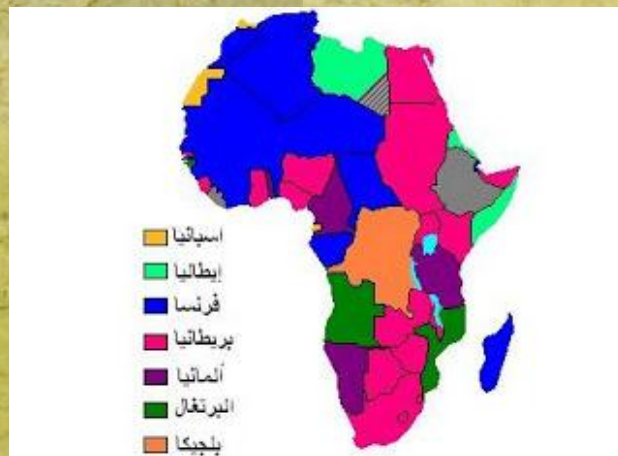 اسبانيا
إيطاليا
فرنسا
بريطانيا
ألمانيا
البرتغال
بلجيكا